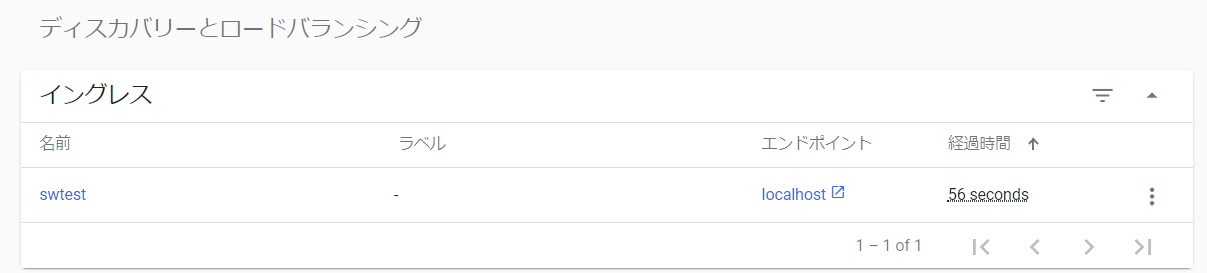 ディスカバリーとロードバランシング
イングレス
名前 ラベル エンドポイント 経過時間
swtest - localhost 56 seconds
1 – 1 of 1